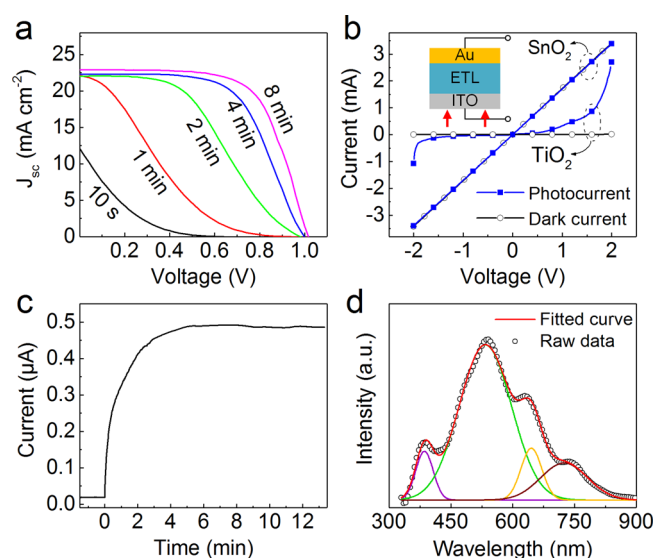 a
J_sc (mA cm⁻²)
25
20
15
10
5
0
10 s
1 min
2 min
4 min
8 min
0.2 0.4 0.6 0.8 1.0
Voltage (V)
b
Current (mA)
3
2
1
0
-1
-2
-3
Au
ETL
ITO
SnO₂
TiO₂
Photocurrent
Dark current
-2 -1 0 1 2
Voltage (V)
c
Current (µA)
0.5
0.4
0.3
0.2
0.1
0.0
0 2 4 6 8 10 12
Time (min)
d
Intensity (a.u.)
Fitted curve
Raw data
300 450 600 750 900
Wavelength (nm)